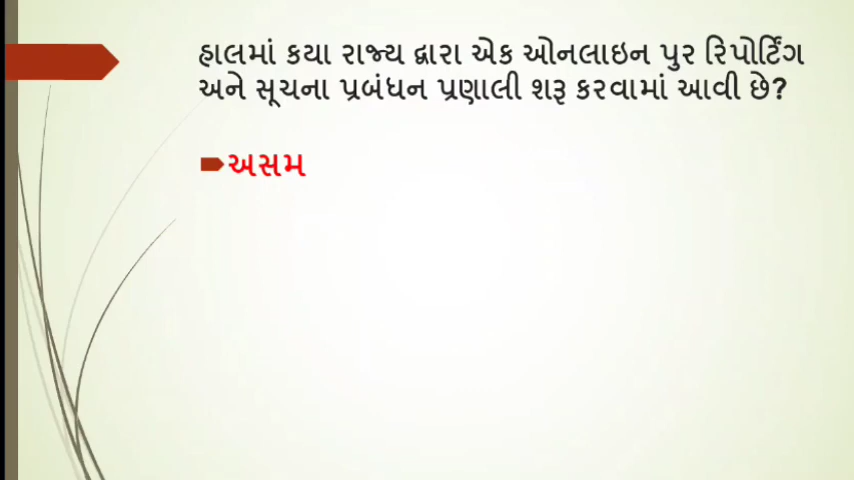 હાલમાં કયા રાજ્ય દ્વારા એક ઓનલાઇન પુર રિપોર્ટિંગ
અને સૂચના પ્રબંધન પ્રણાલી શરૂ કરવામાં આવી છે?
અસમ